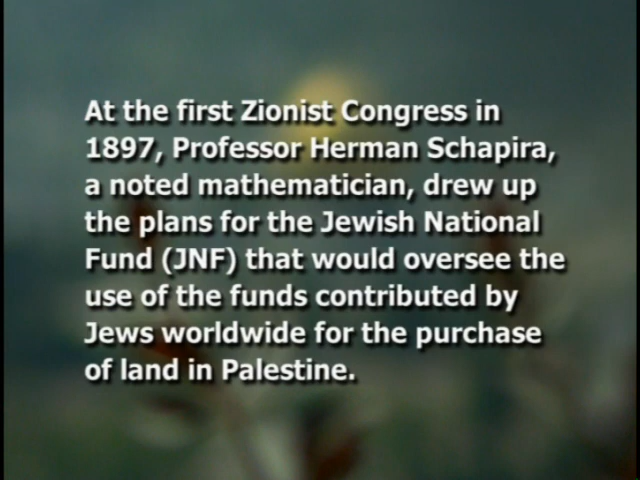 At the first Zionist Congress in
1897, Professor Herman Schapira,
a noted mathematician, drew up
the plans for the Jewish National
Fund (JNF) that would oversee the
use of the funds contributed by
Jews worldwide for the purchase
of land in Palestine.